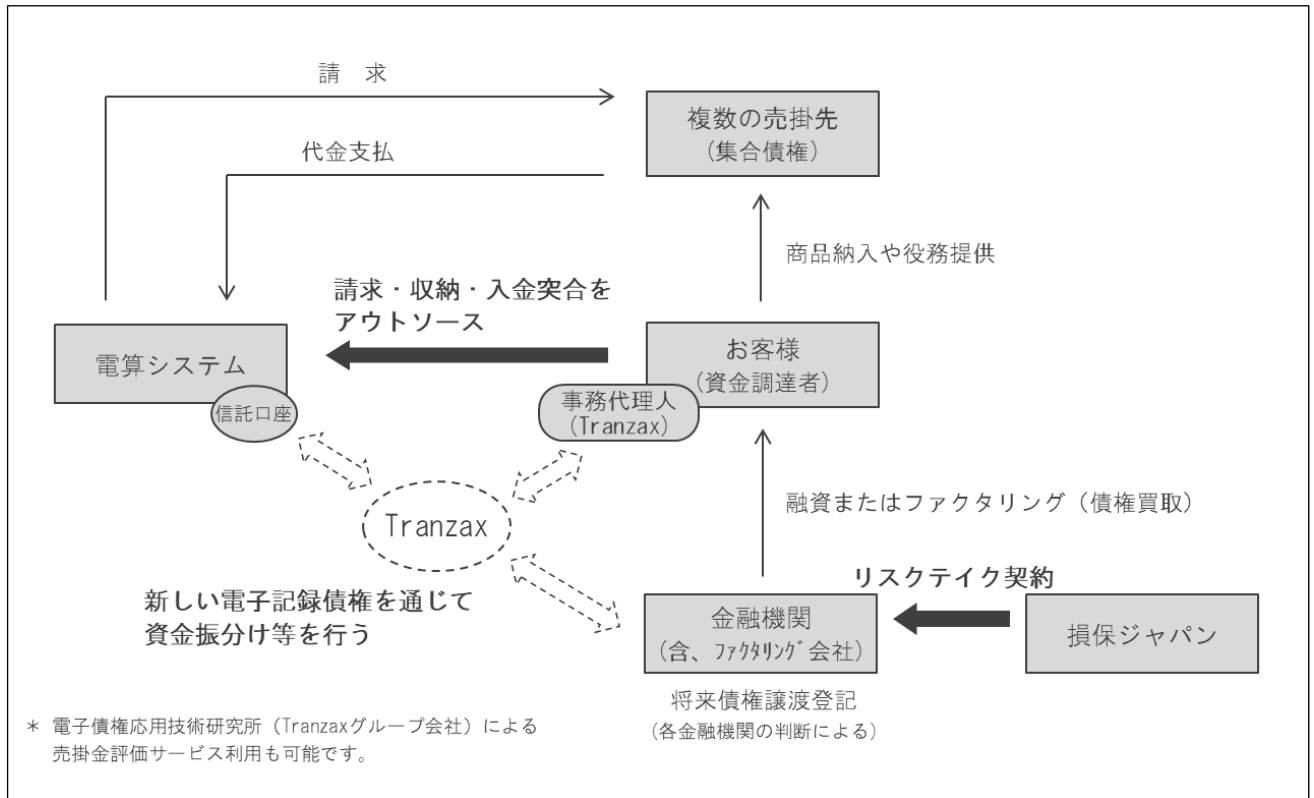 請　求
複数の売掛先
（集合債権）
代金支払
商品納入や役務提供
請求・収納・入金突合を
アウトソース
電算システム
信託口座
お客様
（資金調達者）
事務代理人
（Tranzax）
Tranzax
融資またはファクタリング（債権買取）
リスクテイク契約
新しい電子記録債権を通じて
資金振分け等を行う
金融機関
（含、ﾌｧｸﾀﾘﾝｸﾞ会社）
損保ジャパン
将来債権譲渡登記
（各金融機関の判断による）
＊ 電子債権応用技術研究所（Tranzaxグループ会社）による
売掛金評価サービス利用も可能です。